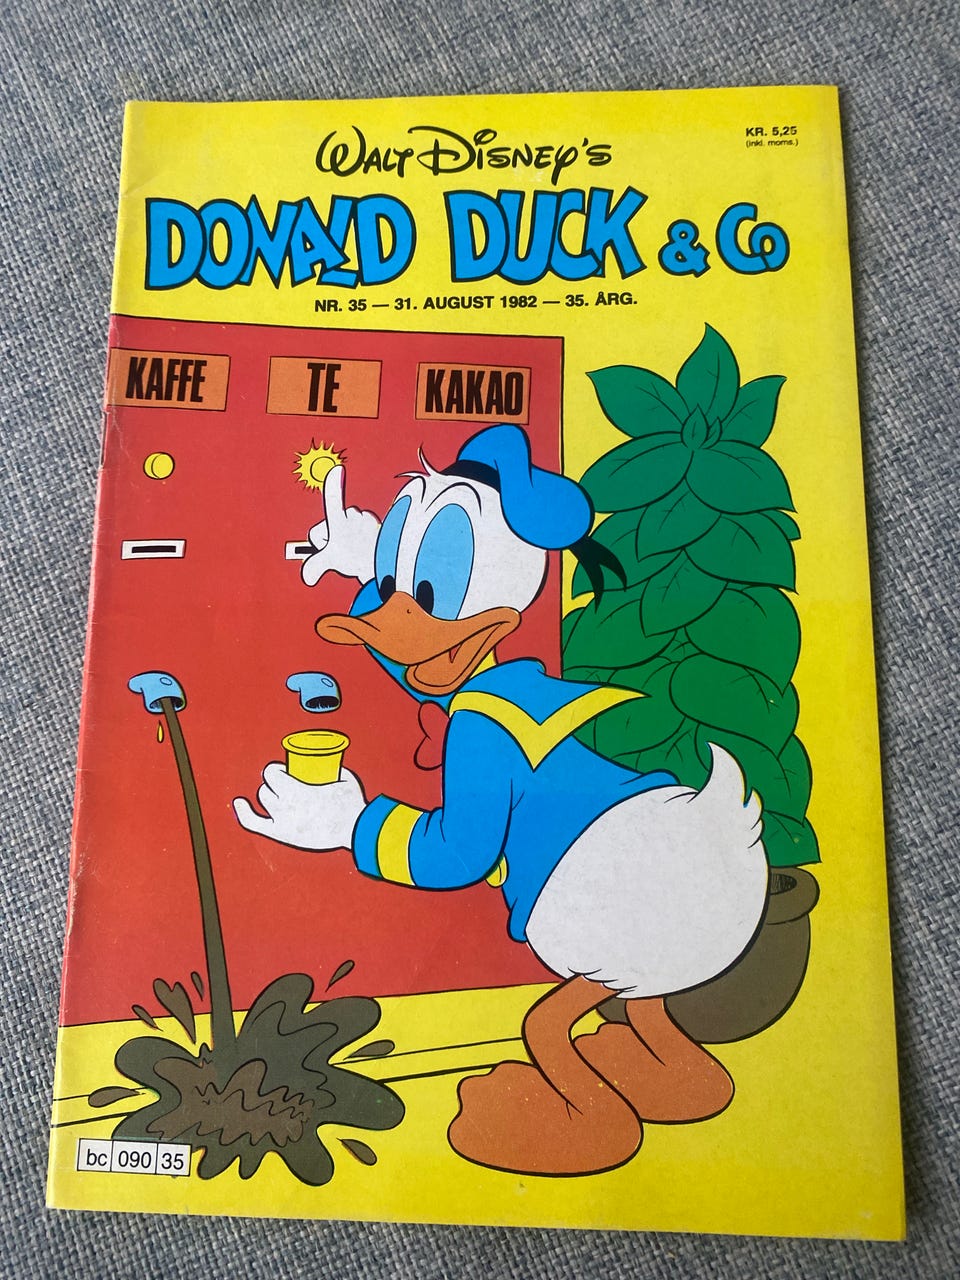 WALT DISNEY'S
KR. 5,25
(inkl. moms.)
DONALD DUCK & Co
NR. 35 — 31. AUGUST 1982 — 35. ÅRG.
KAFFE TE KAKAO
bc 090 35